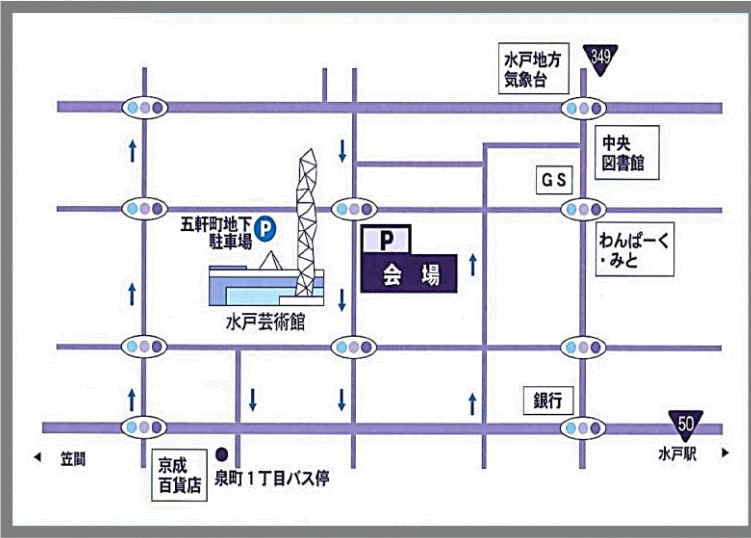 水戸地方
気象台
349
中央
図書館
GS
五軒町地下
駐車場
P
P
会場
わんぱーく
・みと
水戸芸術館
銀行
50
水戸駅
笠間
京成
百貨店
泉町1丁目バス停